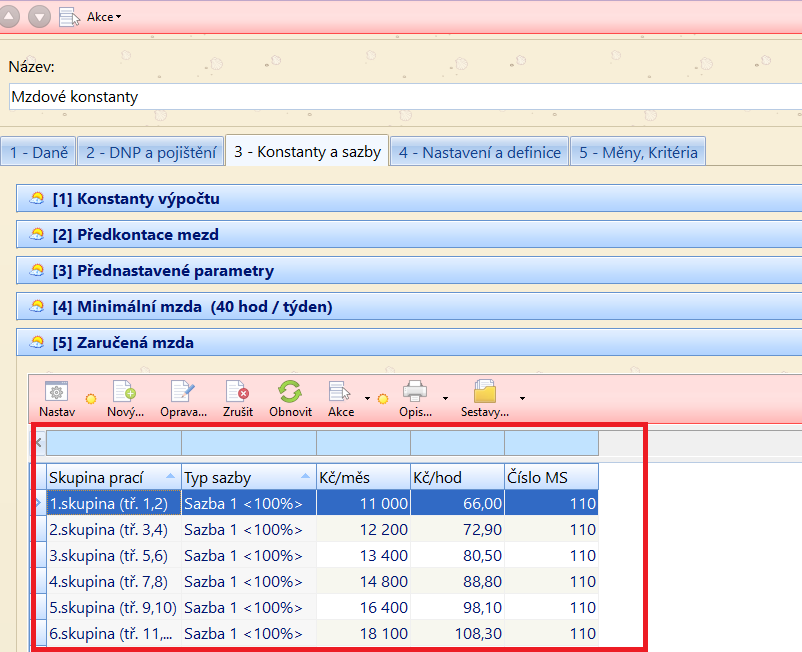 Akce
Název:
Mzdové konstanty
1 - Daně 2 - DNP a pojištění 3 - Konstanty a sazby 4 - Nastavení a definice 5 - Měny, Kritéria
[1] Konstanty výpočtu
[2] Předkontace mezd
[3] Přednastavené parametry
[4] Minimální mzda (40 hod / týden)
[5] Zaručená mzda
Nastav Nový... Oprava... Zrušit Obnovit Akce Opis... Sestavy...
Skupina prací Typ sazby Kč/měs Kč/hod Číslo MS
1.skupina (tř. 1,2) Sazba 1 <100%> 11 000 66,00 110
2.skupina (tř. 3,4) Sazba 1 <100%> 12 200 72,90 110
3.skupina (tř. 5,6) Sazba 1 <100%> 13 400 80,50 110
4.skupina (tř. 7,8) Sazba 1 <100%> 14 800 88,80 110
5.skupina (tř. 9,10) Sazba 1 <100%> 16 400 98,10 110
6.skupina (tř. 11,... Sazba 1 <100%> 18 100 108,30 110